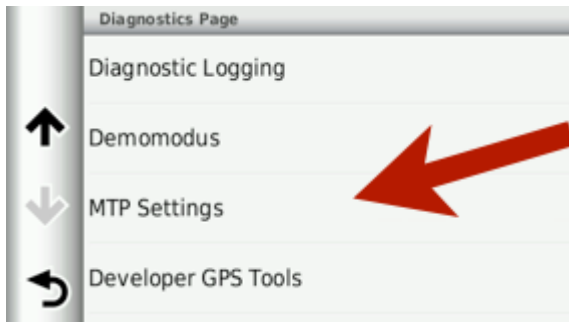 Diagnostics Page
Diagnostic Logging
Demomodus
MTP Settings
Developer GPS Tools